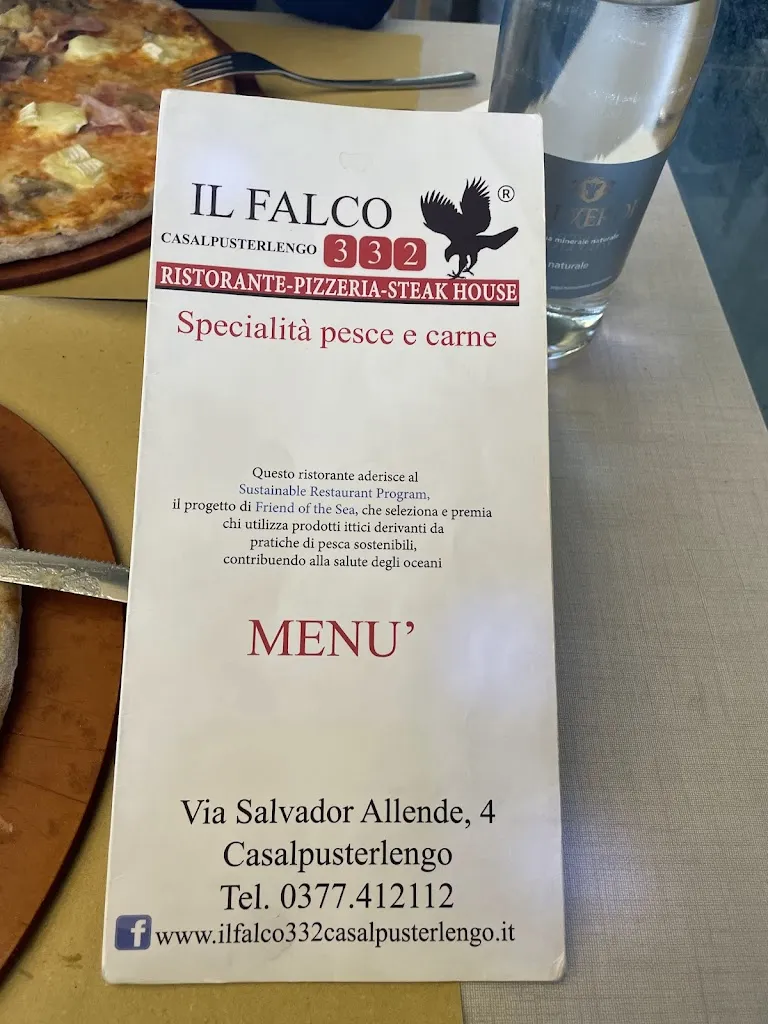 IL FALCO ®
CASALPUSTERLENGO 332
RISTORANTE-PIZZERIA-STEAK HOUSE
Specialità pesce e carne
Questo ristorante aderisce al
Sustainable Restaurant Program,
il progetto di Friend of the Sea, che seleziona e premia
chi utilizza prodotti ittici derivanti da
pratiche di pesca sostenibili,
contribuendo alla salute degli oceani
MENU’
Via Salvador Allende, 4
Casalpusterlengo
Tel. 0377.412112
f www.ilfalco332casalpusterlengo.it
minerale naturale
naturale